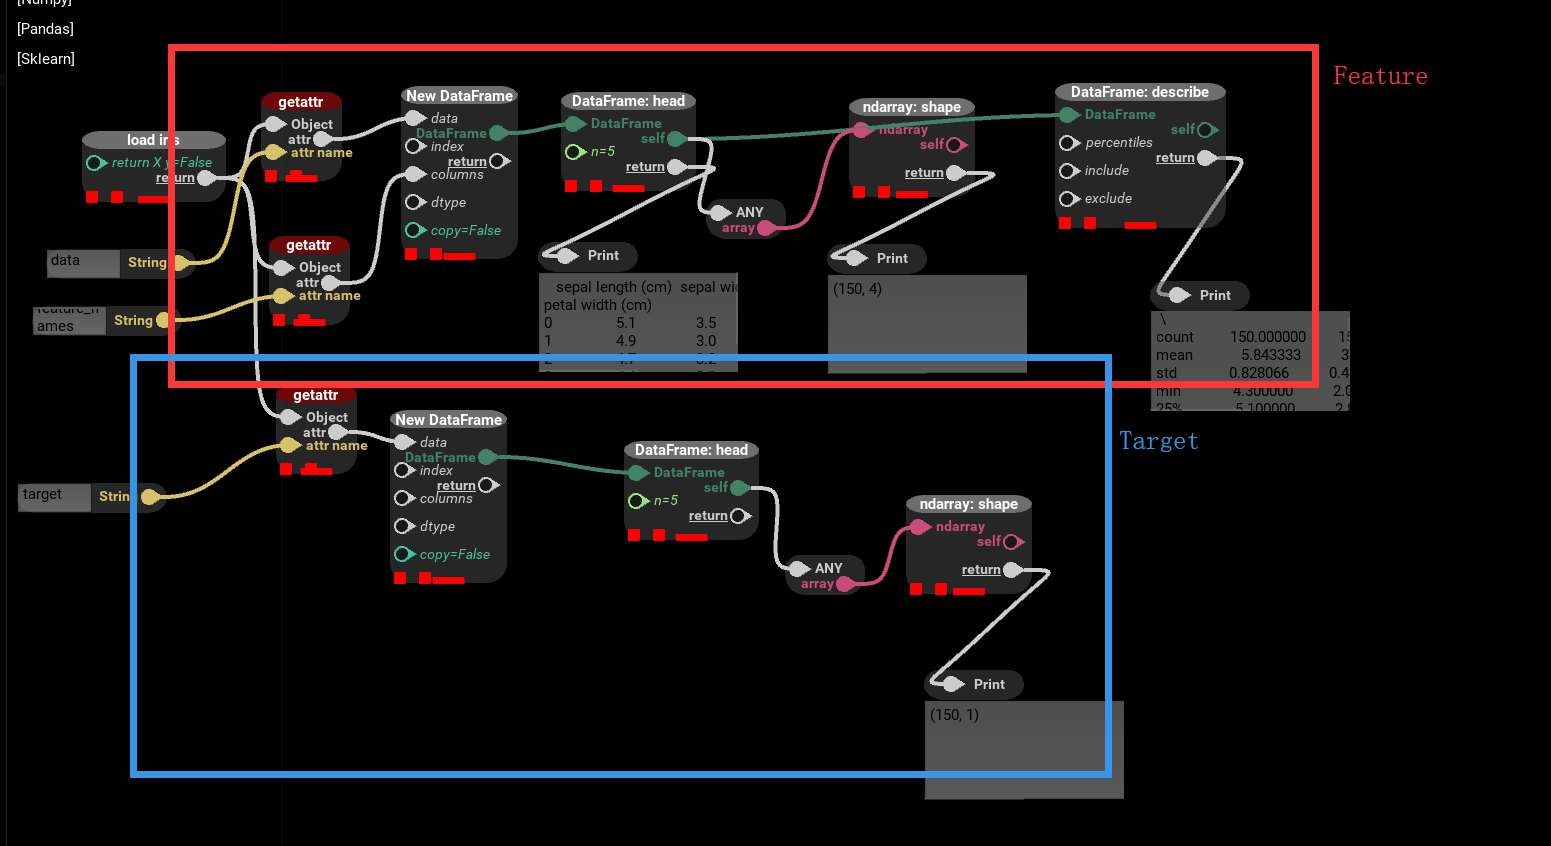 [Numpy]
[Pandas]
[Sklearn]
Feature
load iris
return X y=False
return
getattr
Object
attr
attr name
New DataFrame
data
DataFrame
index
return
columns
dtype
copy=False
DataFrame: head
DataFrame
self
n=5
return
ndarray: shape
ndarray
self
return
DataFrame: describe
DataFrame
self
percentiles
return
include
exclude
ANY
array
data
String
getattr
Object
attr
attr name
feature_n
ames
String
Print
sepal length (cm) sepal wid
petal width (cm)
0 5.1 3.5
1 4.9 3.0
Print
(150, 4)
Print
\
count 150.000000 15
mean 5.843333 3
std 0.828066 0.4
min 4.300000 2.0
25% 5.100000
Target
getattr
Object
attr
attr name
target
String
New DataFrame
data
DataFrame
index
return
columns
dtype
copy=False
DataFrame: head
DataFrame
self
n=5
return
ANY
array
ndarray: shape
ndarray
self
return
Print
(150, 1)